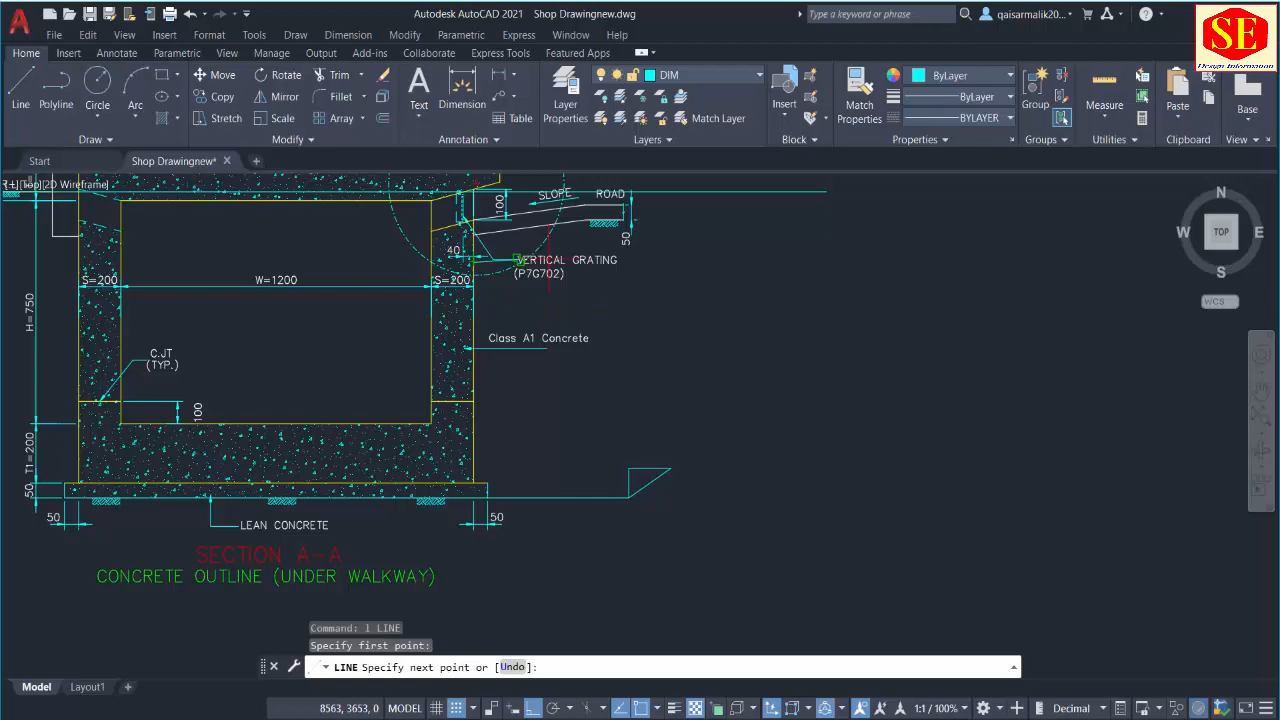 Autodesk AutoCAD 2021 Shop Drawingnew.dwg
Type a keyword or phrase
qaisarmalik20...
SE
Design Information
File Edit View Insert Format Tools Draw Dimension Modify Parametric Express Window Help
Home Insert Annotate Parametric View Manage Output Add-ins Collaborate Express Tools Featured Apps
Line Polyline Circle Arc
Move Rotate Trim
Copy Mirror Fillet
Stretch Scale Array
Text Dimension Table
Layer Properties
DIM
Match Layer
Insert
Match Properties
ByLayer
ByLayer
BYLAYER
Group Measure Paste Base
Draw Modify Annotation Layers Block Properties Groups Utilities Clipboard View
Start Shop Drawingnew*
[Top][2D Wireframe]
N
W TOP E
S
WCS
SLOPE ROAD
100
50
40
VERTICAL GRATING
(P7G702)
S=200 W=1200 S=200
H=750
Class A1 Concrete
C.JT
(TYP.)
100
T1=200
50
50 50
LEAN CONCRETE
SECTION A-A
CONCRETE OUTLINE (UNDER WALKWAY)
Command: l LINE
Specify first point:
LINE Specify next point or [Undo]:
Model Layout1
8563, 3653, 0 MODEL 1:1 / 100% Decimal